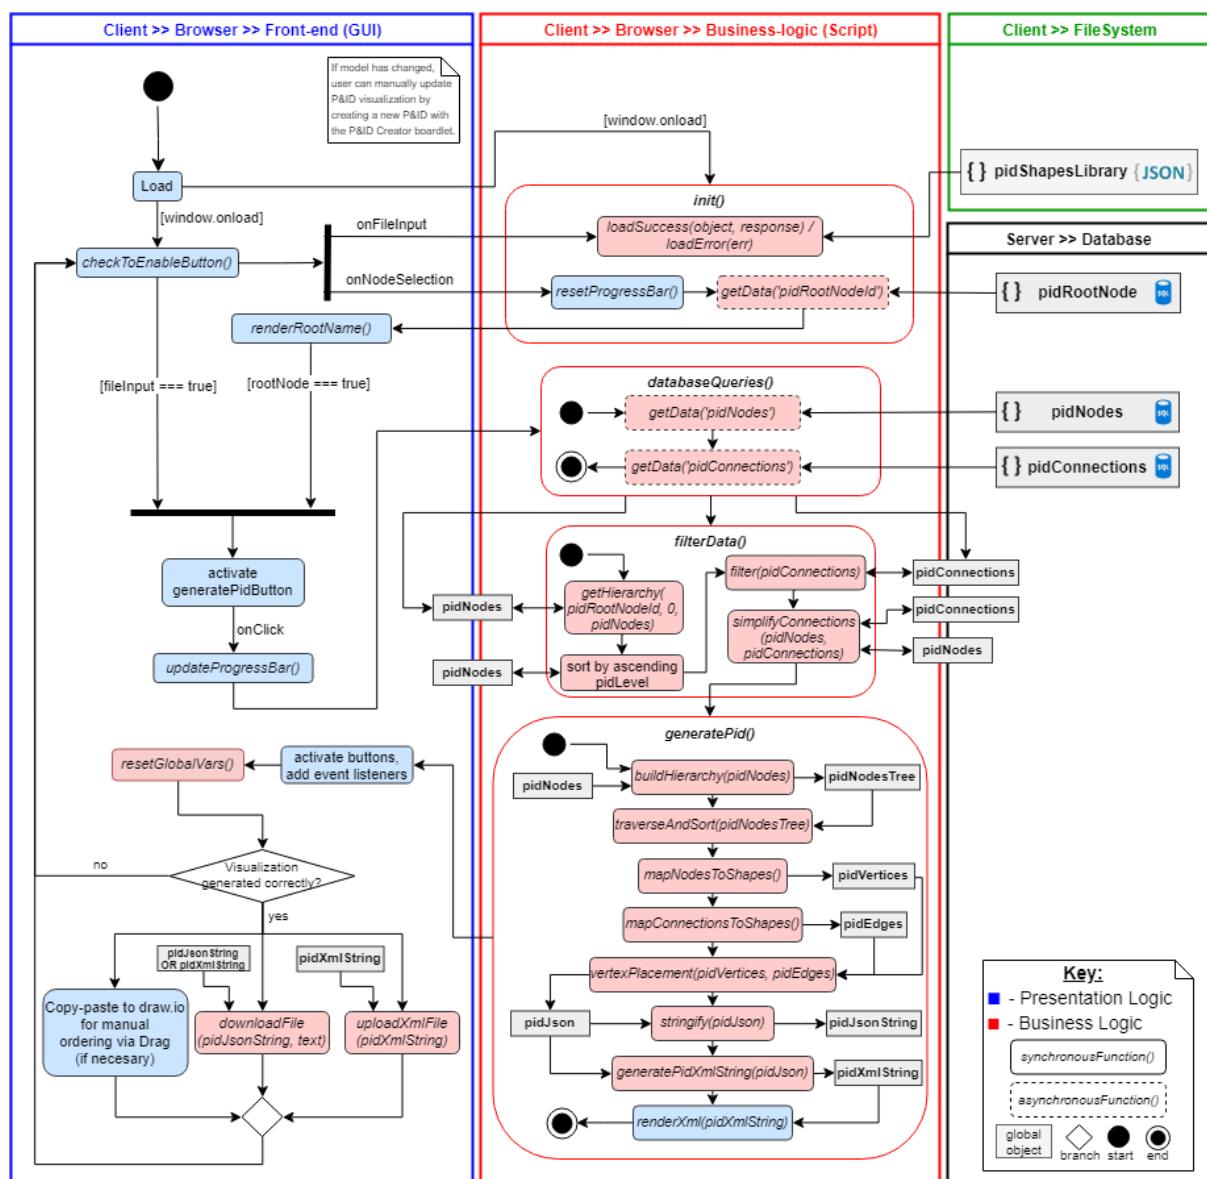 Client >> Browser >> Front-end (GUI)
Client >> Browser >> Business-logic (Script)
Client >> FileSystem
If model has changed,
user can manually update
P&ID visualization by
creating a new P&ID with
the P&ID Creator boardlet.
[window.onload]
{ } pidShapesLibrary {JSON}
Load
init()
[window.onload]
onFileInput
loadSuccess(object, response) /
loadError(err)
Server >> Database
checkToEnableButton()
onNodeSelection
resetProgressBar()
getData('pidRootNodeId')
{ } pidRootNode SQL
renderRootName()
[fileInput === true]
[rootNode === true]
databaseQueries()
getData('pidNodes')
{ } pidNodes SQL
getData('pidConnections')
{ } pidConnections SQL
filterData()
activate
generatePidButton
filter(pidConnections)
pidConnections
getHierarchy(
pidRootNodeId, 0,
pidNodes)
pidNodes
pidConnections
simplifyConnections
(pidNodes,
pidConnections)
onClick
pidNodes
updateProgressBar()
pidNodes
sort by ascending
pidLevel
generatePid()
resetGlobalVars()
activate buttons,
add event listeners
pidNodes
buildHierarchy(pidNodes)
pidNodesTree
traverseAndSort(pidNodesTree)
no
Visualization
generated correctly?
mapNodesToShapes()
pidVertices
yes
mapConnectionsToShapes()
pidEdges
pidJsonString
OR pidXmlString
pidXmlString
vertexPlacement(pidVertices, pidEdges)
Copy-paste to draw.io
for manual
ordering via Drag
(if necesary)
downloadFile
(pidJsonString, text)
uploadXmlFile
(pidXmlString)
pidJson
stringify(pidJson)
pidJsonString
generatePidXmlString(pidJson)
pidXmlString
renderXml(pidXmlString)
Key:
- Presentation Logic
- Business Logic
synchronousFunction()
asynchronousFunction()
global
object
branch
start
end